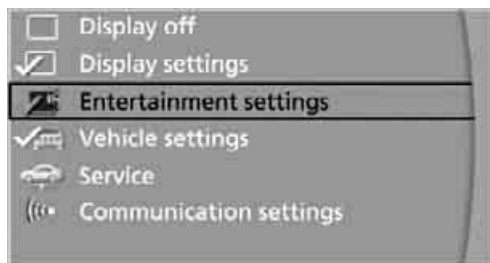 Display off
Display settings
Entertainment settings
Vehicle settings
Service
Communication settings